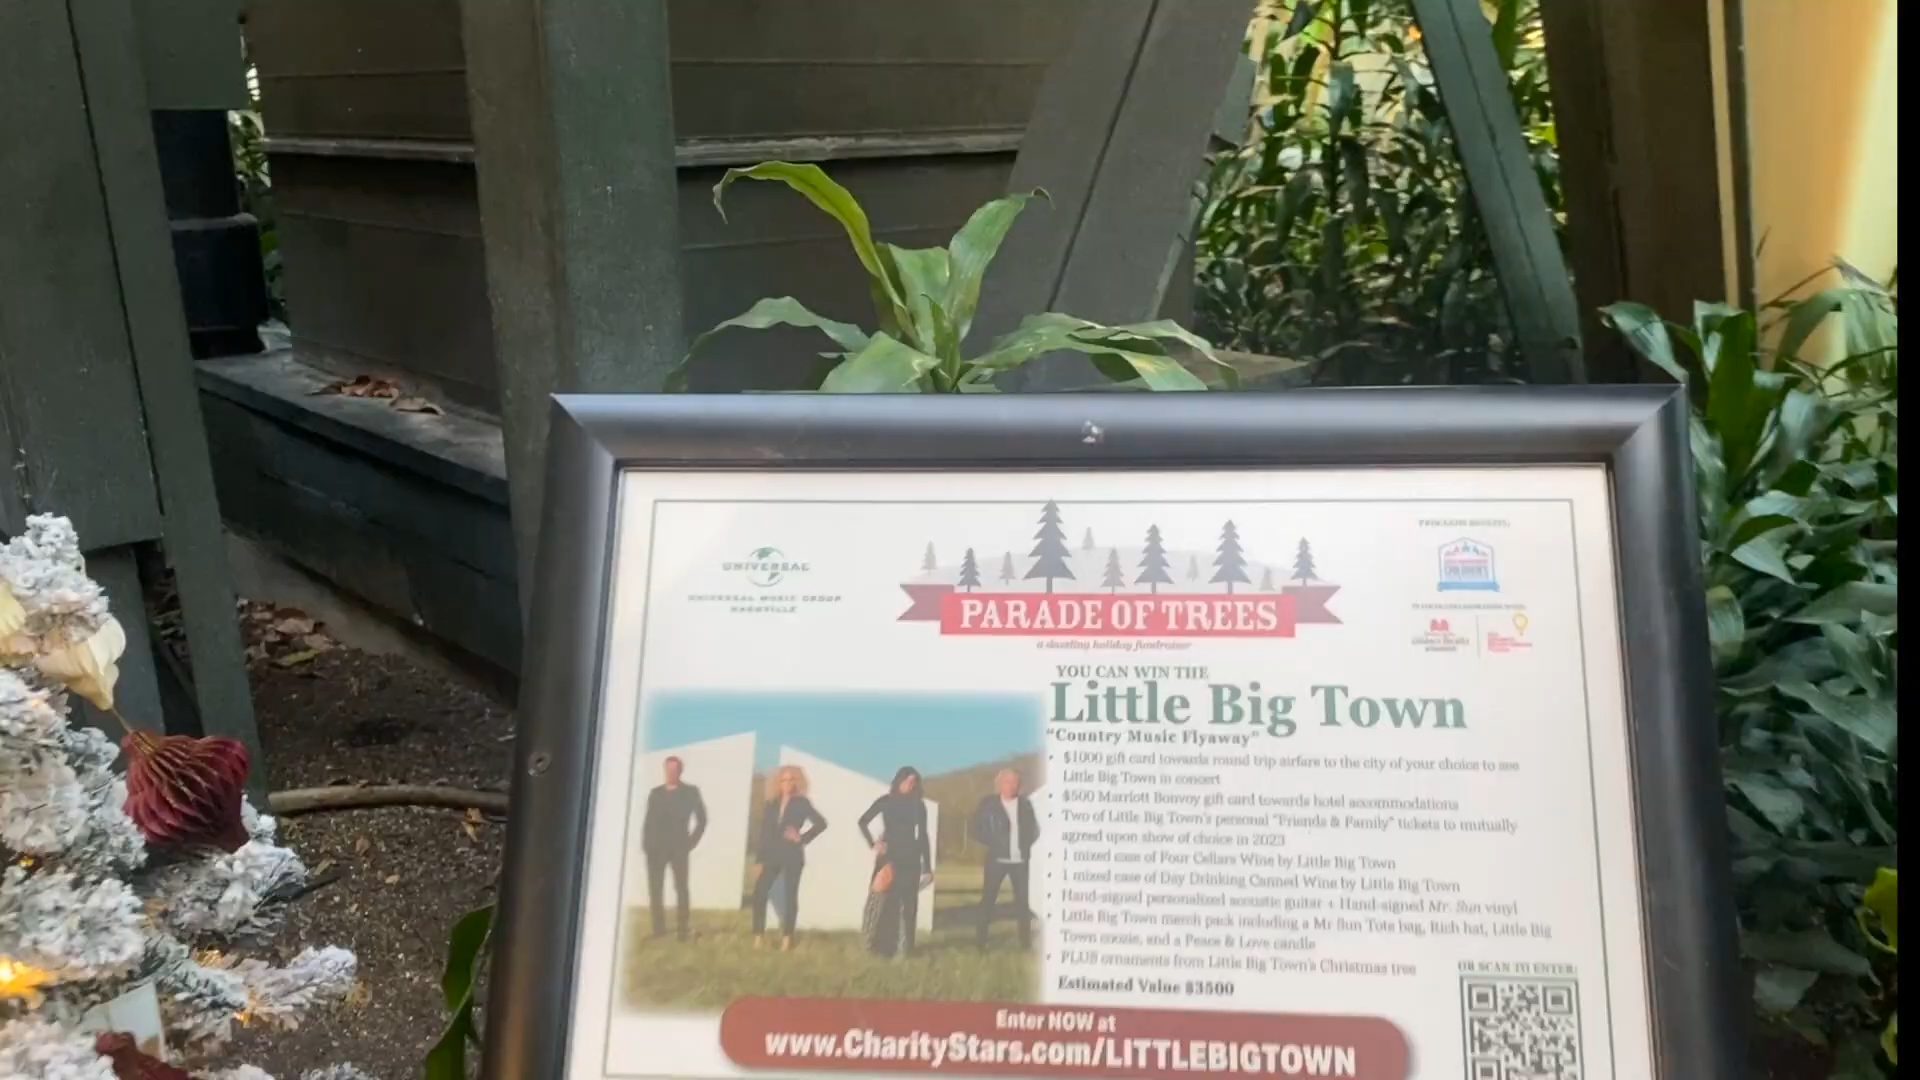 UNIVERSAL
UNIVERSAL MUSIC GROUP
NASHVILLE
PARADE OF TREES
a dazzling holiday fundraiser
PROCEEDS BENEFIT:
CHILDREN'S
YOU CAN WIN THE
Little Big Town
"Country Music Flyaway"
• $1000 gift card towards round trip airfare to the city of your choice to see
Little Big Town in concert
• $500 Marriott Bonvoy gift card towards hotel accommodations
• Two of Little Big Town's personal "Friends & Family" tickets to mutually
agreed upon show of choice in 2023
• 1 mixed case of Four Cellars Wine by Little Big Town
• 1 mixed case of Day Drinking Canned Wine by Little Big Town
• Hand-signed personalized acoustic guitar + Hand-signed Mr. Sun vinyl
• Little Big Town merch pack including a Mr Sun Tote bag, Rich hat, Little Big
Town coozie, and a Peace & Love candle
• PLUS ornaments from Little Big Town's Christmas tree
Estimated Value $3500
OR SCAN TO ENTER:
Enter NOW at
www.CharityStars.com/LITTLEBIGTOWN